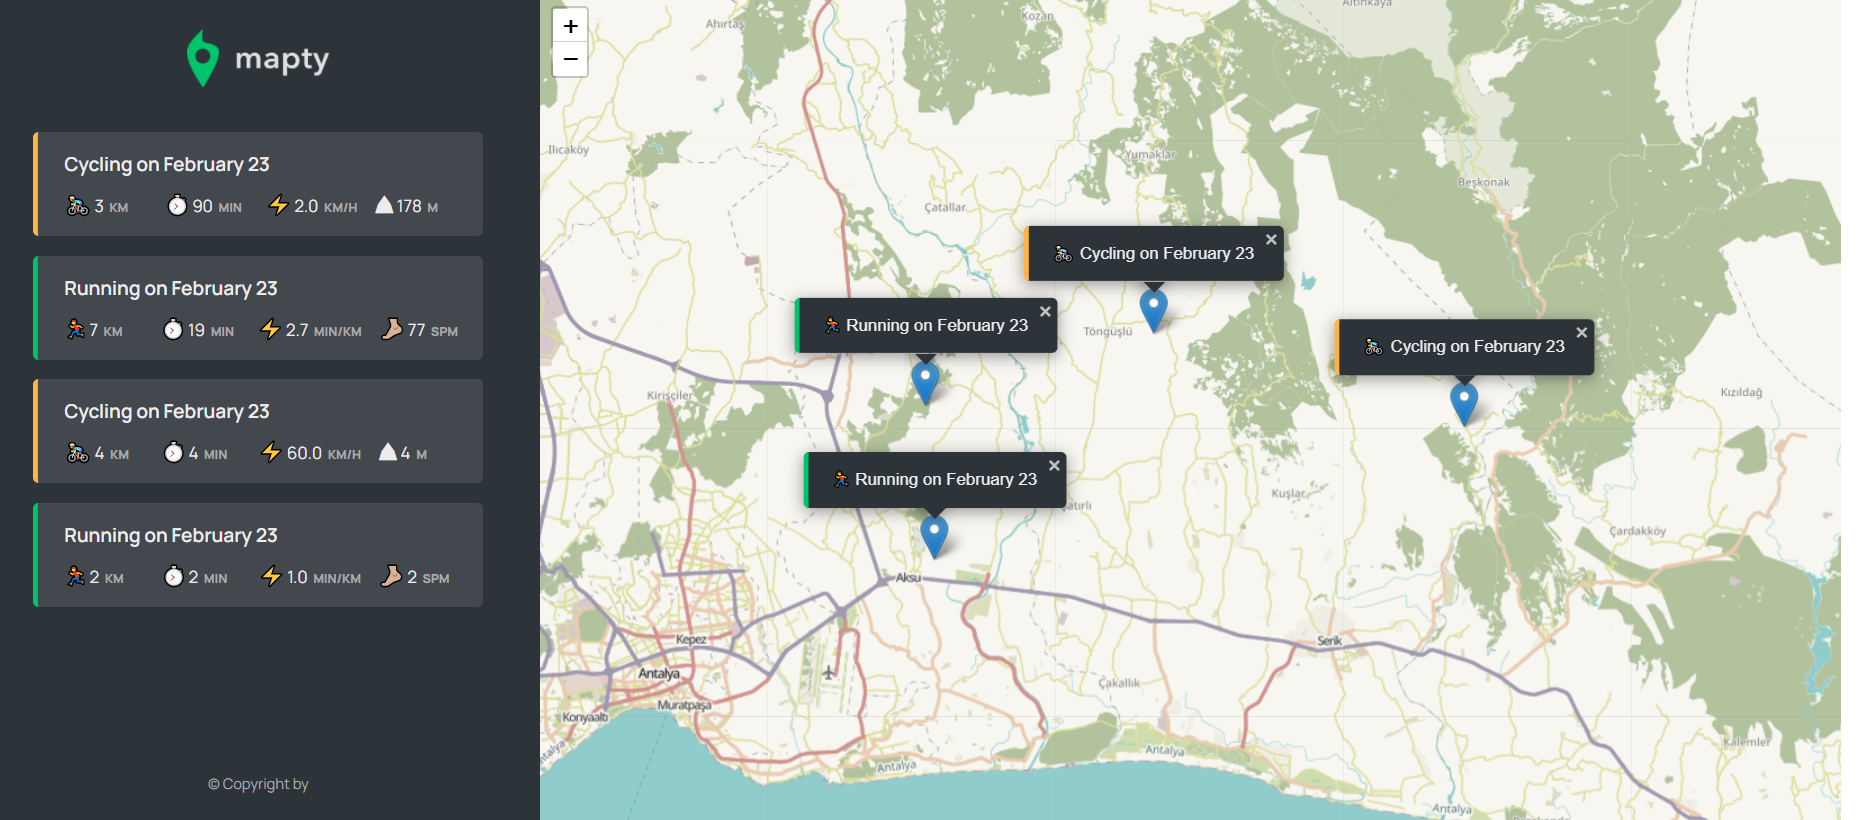 mapty
Cycling on February 23
3 KM 90 MIN 2.0 KM/H 178 M
Running on February 23
7 KM 19 MIN 2.7 MIN/KM 77 SPM
Cycling on February 23
4 KM 4 MIN 60.0 KM/H 4 M
Running on February 23
2 KM 2 MIN 1.0 MIN/KM 2 SPM
© Copyright by
+
−
Ahırtaş
Kozan
Altınkaya
Ilıcaköy
Yumaklar
Beşkonak
Çatallar
Cycling on February 23 ×
Running on February 23 ×
Töngüşlü
Cycling on February 23 ×
Kirişçiler
Kızıldağ
Running on February 23 ×
Kuşlar
Çardakköy
Aksu
Kepez
Serik
Antalya
Çakallık
Muratpaşa
Konyaaltı
Kalemler
Antalya
Antalya
Antalya